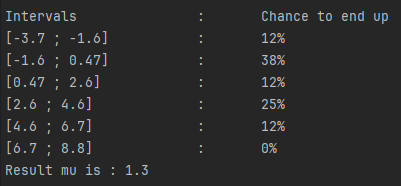 Intervals : Chance to end up
[-3.7 ; -1.6] : 12%
[-1.6 ; 0.47] : 38%
[0.47 ; 2.6] : 12%
[2.6 ; 4.6] : 25%
[4.6 ; 6.7] : 12%
[6.7 ; 8.8] : 0%
Result mu is : 1.3